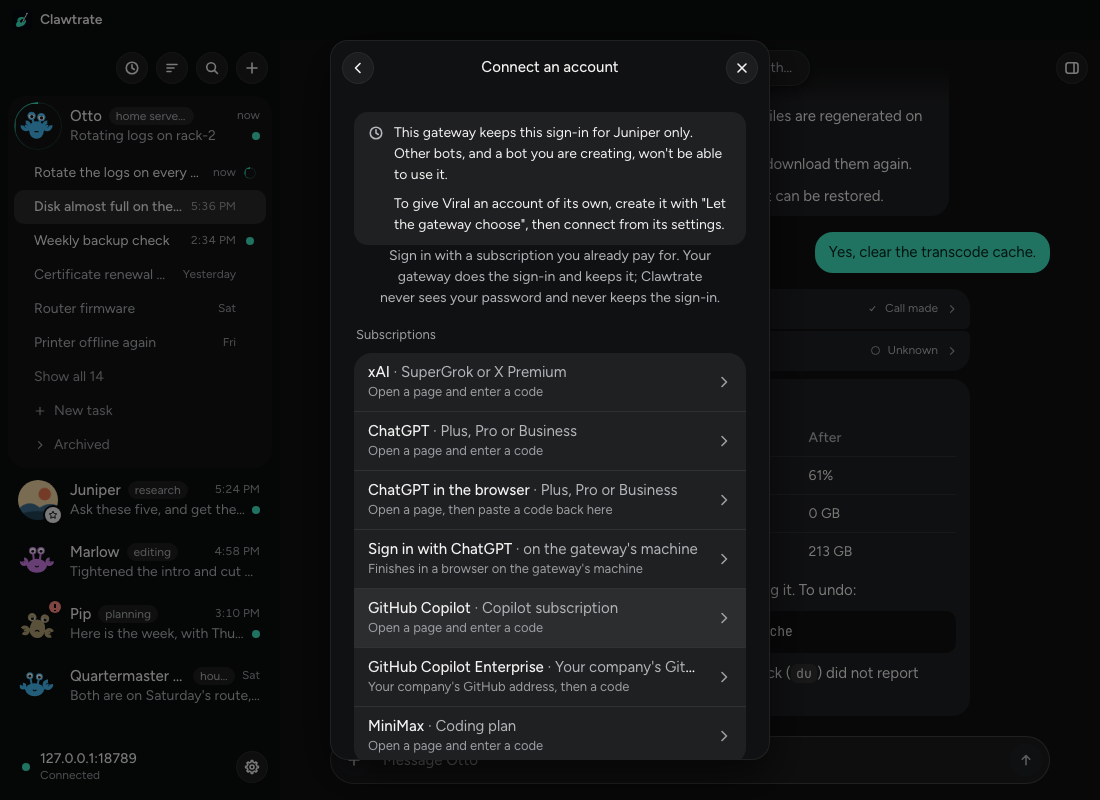 Clawtrate
Otto home serve... now
Rotating logs on rack-2
Rotate the logs on every ... now
Disk almost full on the... 5:36 PM
Weekly backup check 2:34 PM
Certificate renewal ... Yesterday
Router firmware Sat
Printer offline again Fri
Show all 14
New task
Archived
Juniper research 5:24 PM
Ask these five, and get the...
Marlow editing 4:58 PM
Tightened the intro and cut ...
Pip planning 3:10 PM
Here is the week, with Thu...
Quartermaster ... hou... Sat
Both are on Saturday's route,...
127.0.0.1:18789
Connected
Connect an account
This gateway keeps this sign-in for Juniper only.
Other bots, and a bot you are creating, won't be able
to use it.
To give Viral an account of its own, create it with "Let
the gateway choose", then connect from its settings.
Sign in with a subscription you already pay for. Your
gateway does the sign-in and keeps it; Clawtrate
never sees your password and never keeps the sign-in.
Subscriptions
xAI · SuperGrok or X Premium
Open a page and enter a code
ChatGPT · Plus, Pro or Business
Open a page and enter a code
ChatGPT in the browser · Plus, Pro or Business
Open a page, then paste a code back here
Sign in with ChatGPT · on the gateway's machine
Finishes in a browser on the gateway's machine
GitHub Copilot · Copilot subscription
Open a page and enter a code
GitHub Copilot Enterprise · Your company's Git...
Your company's GitHub address, then a code
MiniMax · Coding plan
Open a page and enter a code
th...
iles are regenerated on
download them again.
can be restored.
Yes, clear the transcode cache.
Call made
Unknown
After
61%
0 GB
213 GB
g it. To undo:
che
ck ( du ) did not report
Message Otto